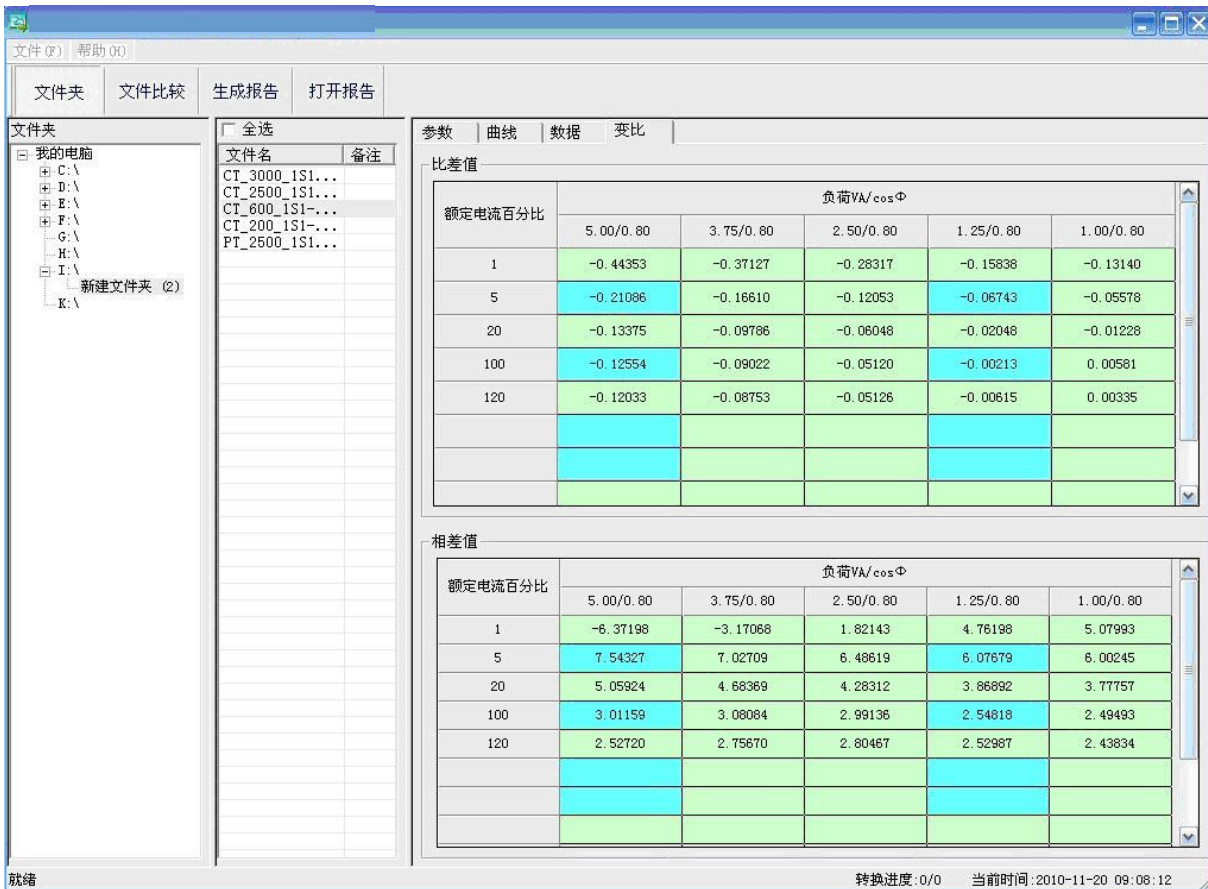 文件(F) 帮助(H)
文件夹 文件比较 生成报告 打开报告
文件夹
我的电脑
C:\
D:\
E:\
F:\
G:\
H:\
I:\
新建文件夹 (2)
K:\
全选
文件名 备注
CT_3000_1S1...
CT_2500_1S1...
CT_600_1S1-...
CT_200_1S1-...
PT_2500_1S1...
参数 曲线 数据 变比
比差值
额定电流百分比 负荷VA/cosΦ
5.00/0.80 3.75/0.80 2.50/0.80 1.25/0.80 1.00/0.80
1 -0.44353 -0.37127 -0.28317 -0.15838 -0.13140
5 -0.21086 -0.16610 -0.12053 -0.06743 -0.05578
20 -0.13375 -0.09786 -0.06048 -0.02048 -0.01228
100 -0.12554 -0.09022 -0.05120 -0.00213 0.00581
120 -0.12033 -0.08753 -0.05126 -0.00615 0.00335
相差值
额定电流百分比 负荷VA/cosΦ
5.00/0.80 3.75/0.80 2.50/0.80 1.25/0.80 1.00/0.80
1 -6.37198 -3.17068 1.82143 4.76198 5.07993
5 7.54327 7.02709 6.48619 6.07679 6.00245
20 5.05924 4.68369 4.28312 3.86892 3.77757
100 3.01159 3.08084 2.99136 2.54818 2.49493
120 2.52720 2.75670 2.80467 2.52987 2.43834
就绪 转换进度:0/0 当前时间:2010-11-20 09:08:12